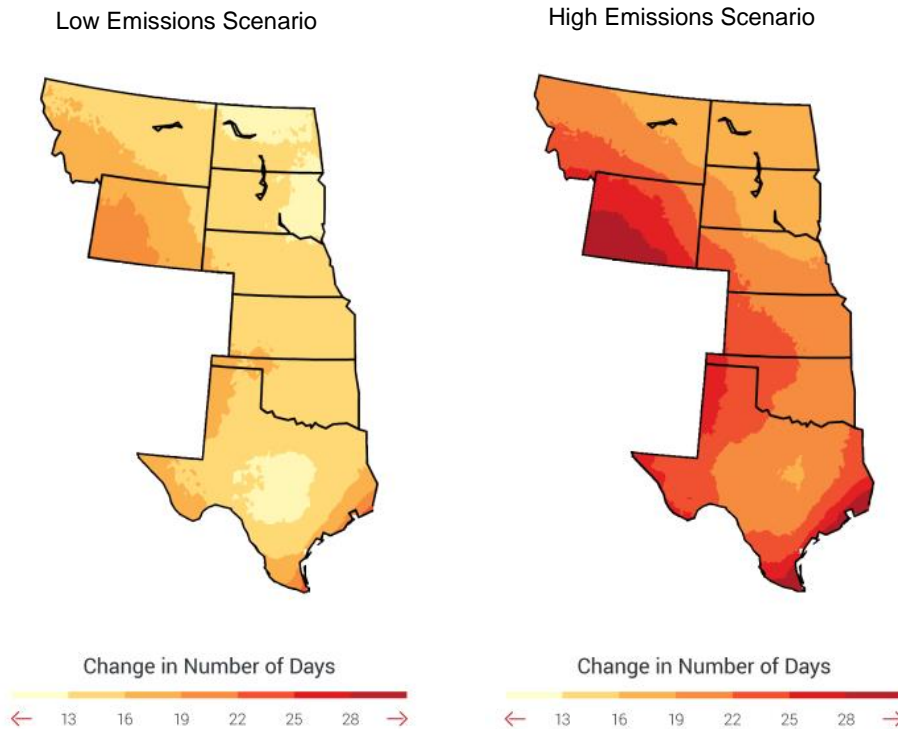 Low Emissions Scenario
High Emissions Scenario
Change in Number of Days
13 16 19 22 25 28
Change in Number of Days
13 16 19 22 25 28